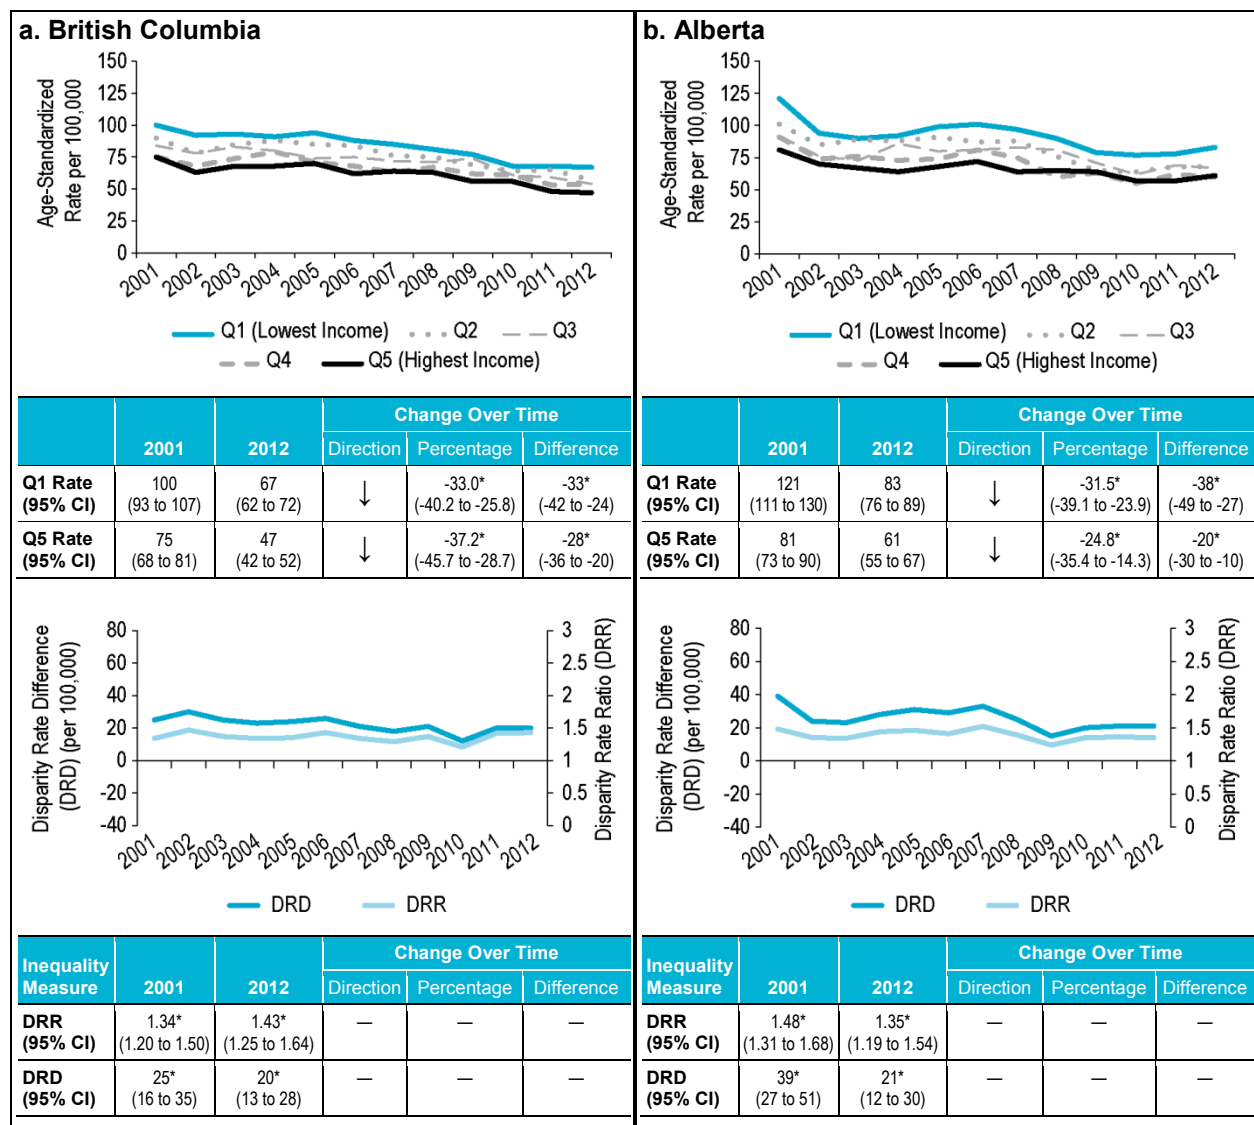 a. British Columbia
Age-Standardized
Rate per 100,000
150
125
100
75
50
25
0
2001 2002 2003 2004 2005 2006 2007 2008 2009 2010 2011 2012
Q1 (Lowest Income) Q2 Q3
Q4 Q5 (Highest Income)
Change Over Time
2001 2012 Direction Percentage Difference
Q1 Rate 100 67 ↓ -33.0* -33*
(95% CI) (93 to 107) (62 to 72) (-40.2 to -25.8) (-42 to -24)
Q5 Rate 75 47 ↓ -37.2* -28*
(95% CI) (68 to 81) (42 to 52) (-45.7 to -28.7) (-36 to -20)
Disparity Rate Difference
(DRD) (per 100,000)
80
60
40
20
0
-20
-40
3
2.5
2
1.5
1
0.5
0
Disparity Rate Ratio (DRR)
2001 2002 2003 2004 2005 2006 2007 2008 2009 2010 2011 2012
DRD DRR
Change Over Time
Inequality
Measure 2001 2012 Direction Percentage Difference
DRR 1.34* 1.43* — — —
(95% CI) (1.20 to 1.50) (1.25 to 1.64)
DRD 25* 20* — — —
(95% CI) (16 to 35) (13 to 28)
b. Alberta
Age-Standardized
Rate per 100,000
150
125
100
75
50
25
0
2001 2002 2003 2004 2005 2006 2007 2008 2009 2010 2011 2012
Q1 (Lowest Income) Q2 Q3
Q4 Q5 (Highest Income)
Change Over Time
2001 2012 Direction Percentage Difference
Q1 Rate 121 83 ↓ -31.5* -38*
(95% CI) (111 to 130) (76 to 89) (-39.1 to -23.9) (-49 to -27)
Q5 Rate 81 61 ↓ -24.8* -20*
(95% CI) (73 to 90) (55 to 67) (-35.4 to -14.3) (-30 to -10)
Disparity Rate Difference
(DRD) (per 100,000)
80
60
40
20
0
-20
-40
3
2.5
2
1.5
1
0.5
0
Disparity Rate Ratio (DRR)
2001 2002 2003 2004 2005 2006 2007 2008 2009 2010 2011 2012
DRD DRR
Change Over Time
Inequality
Measure 2001 2012 Direction Percentage Difference
DRR 1.48* 1.35* — — —
(95% CI) (1.31 to 1.68) (1.19 to 1.54)
DRD 39* 21* — — —
(95% CI) (27 to 51) (12 to 30)